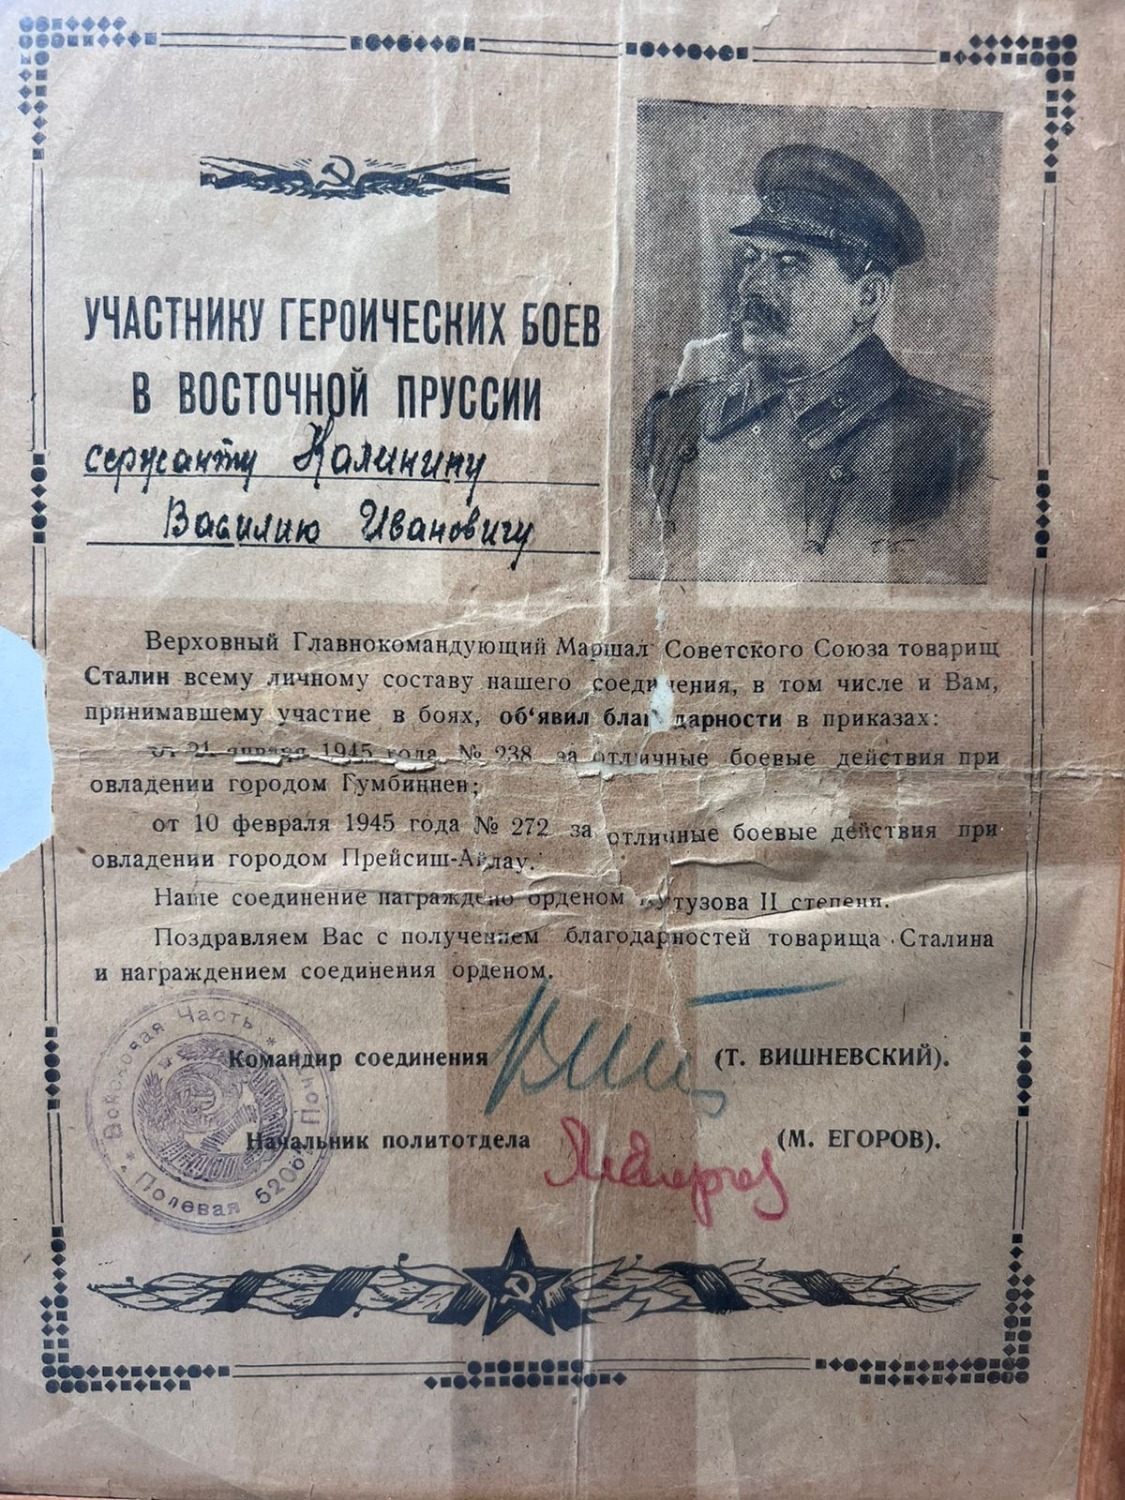 УЧАСТНИКУ ГЕРОИЧЕСКИХ БОЕВ
В ВОСТОЧНОЙ ПРУССИИ
сержанту Калинину
Василию Ивановичу
Верховный Главнокомандующий Маршал Советского Союза товарищ
Сталин всему личному составу нашего соединения, в том числе и Вам,
принимавшему участие в боях, об‘явил благодарности в приказах:
от 21 января 1945 года № 238 за отличные боевые действия при
овладении городом Гумбиннен;
от 10 февраля 1945 года № 272 за отличные боевые действия при
овладении городом Прейсиш-Айлау.
Наше соединение награждено орденом Кутузова II степени.
Поздравляем Вас с получением благодарностей товарища Сталина
и награждением соединения орденом.
Командир соединения (Т. ВИШНЕВСКИЙ).
Начальник политотдела (М. ЕГОРОВ).
Войсковая Часть
* Полевая Почта